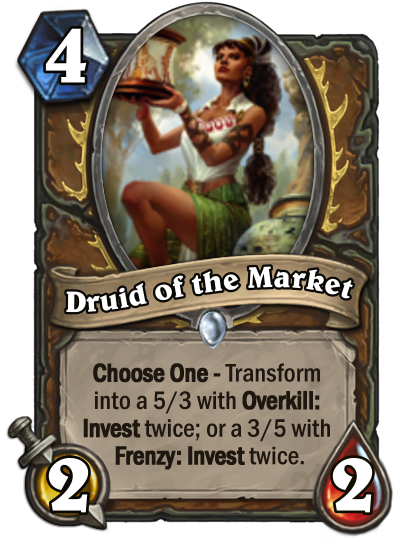 4
Druid of the Market
Choose One - Transform
into a 5/3 with Overkill:
Invest twice; or a 3/5 with
Frenzy: Invest twice.
2
2